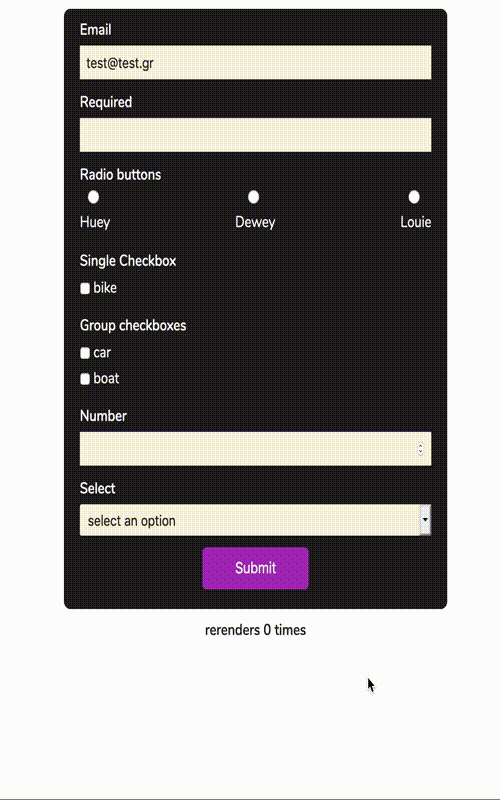 Email
test@test.gr
Required
Radio buttons
Huey Dewey Louie
Single Checkbox
bike
Group checkboxes
car
boat
Number
Select
select an option
Submit
rerenders 0 times